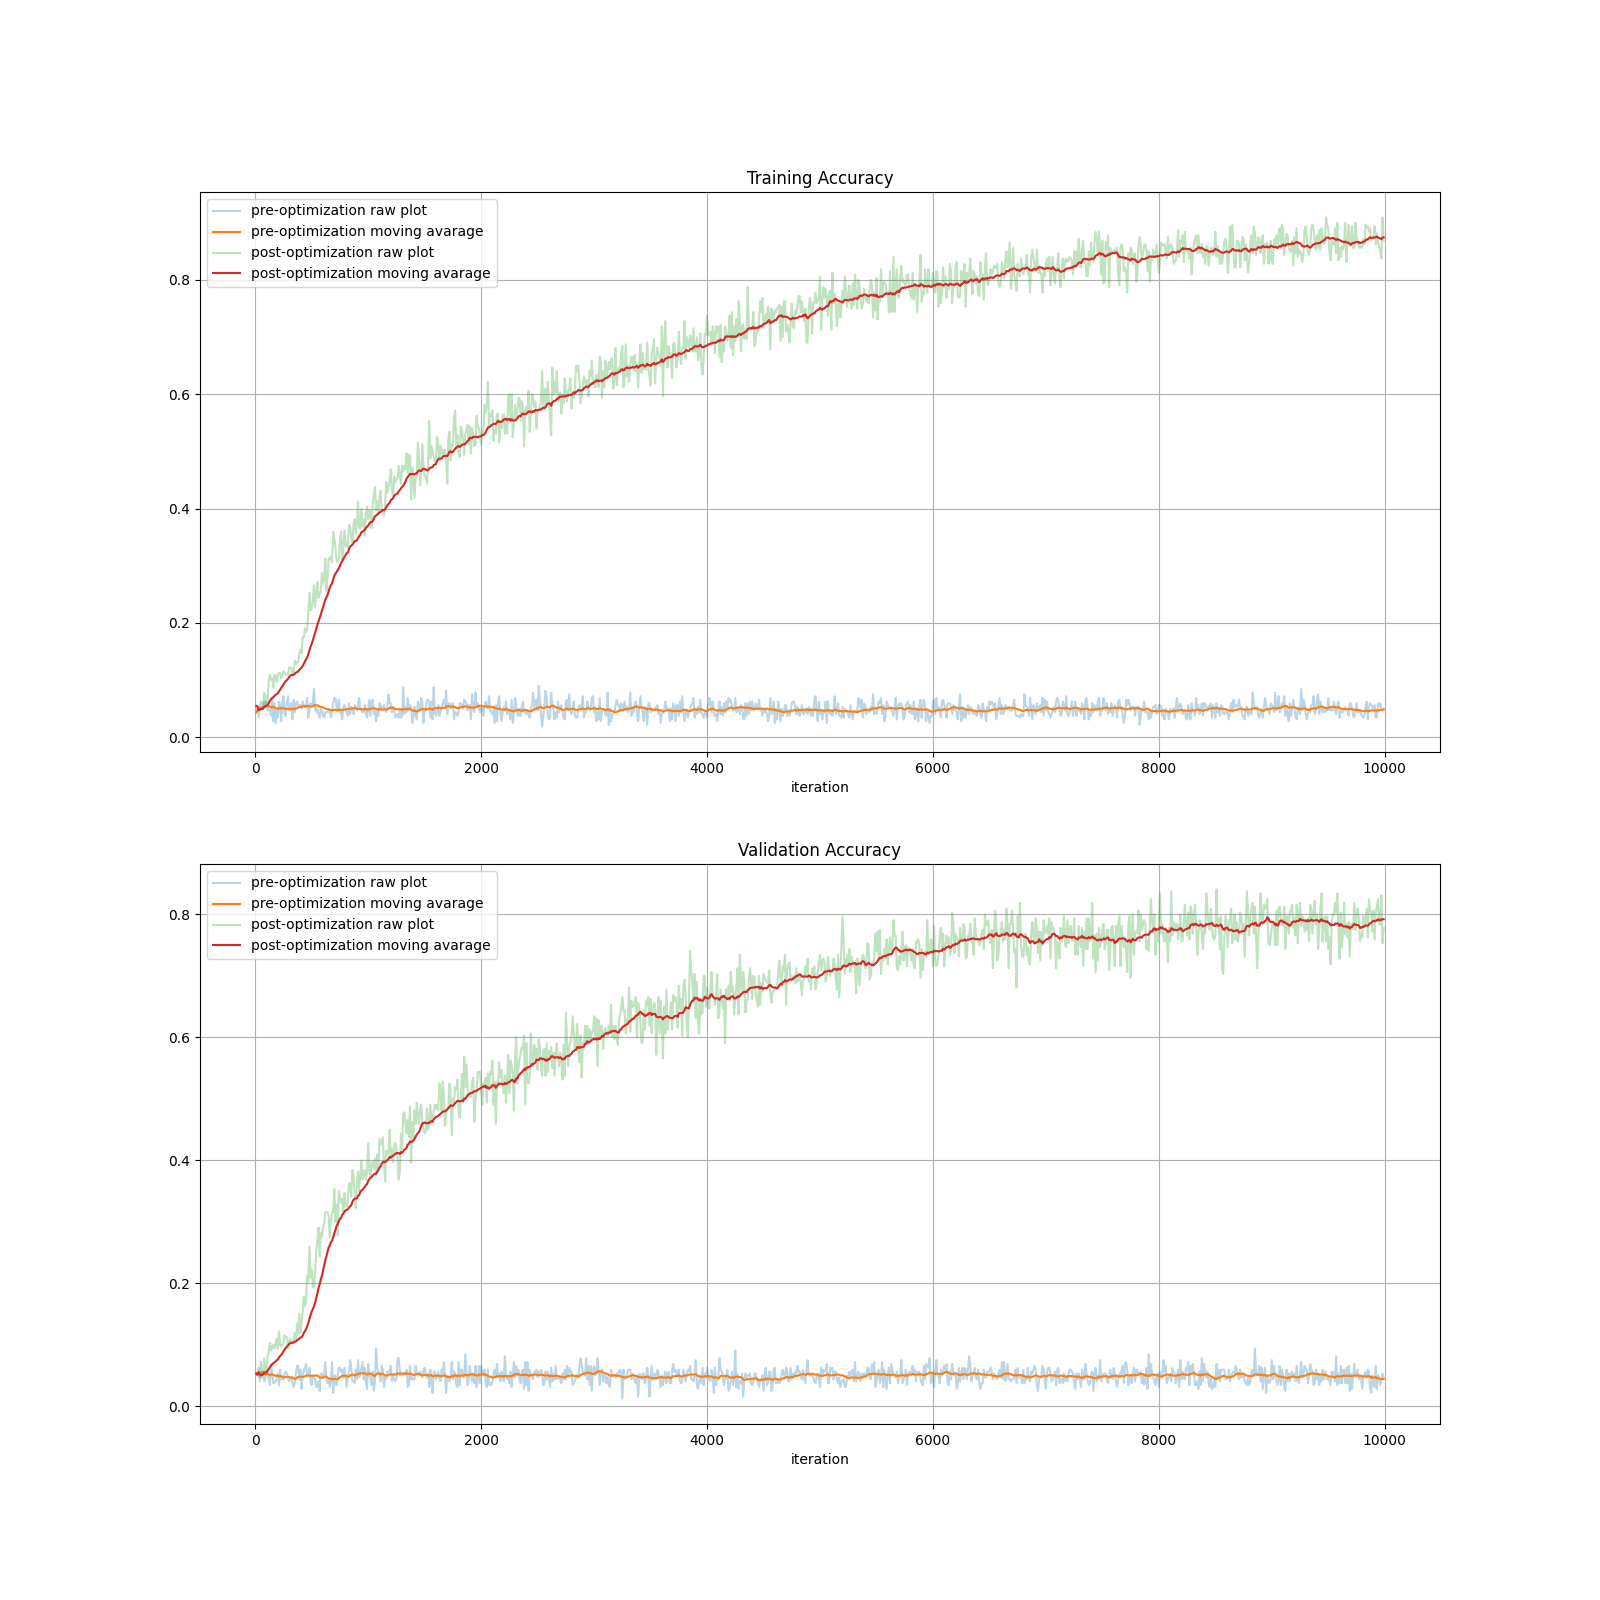 Training Accuracy
pre-optimization raw plot
pre-optimization moving avarage
post-optimization raw plot
post-optimization moving avarage
0.8
0.6
0.4
0.2
0.0
0 2000 4000 6000 8000 10000
iteration
Validation Accuracy
pre-optimization raw plot
pre-optimization moving avarage
post-optimization raw plot
post-optimization moving avarage
0.8
0.6
0.4
0.2
0.0
0 2000 4000 6000 8000 10000
iteration